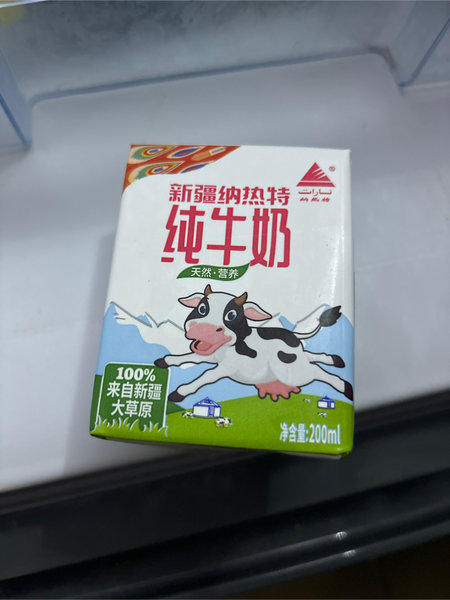 新疆纳热特
®
نارات
纳热特
纯牛奶
天然·营养
100%
来自新疆
大草原
净含量:200ml